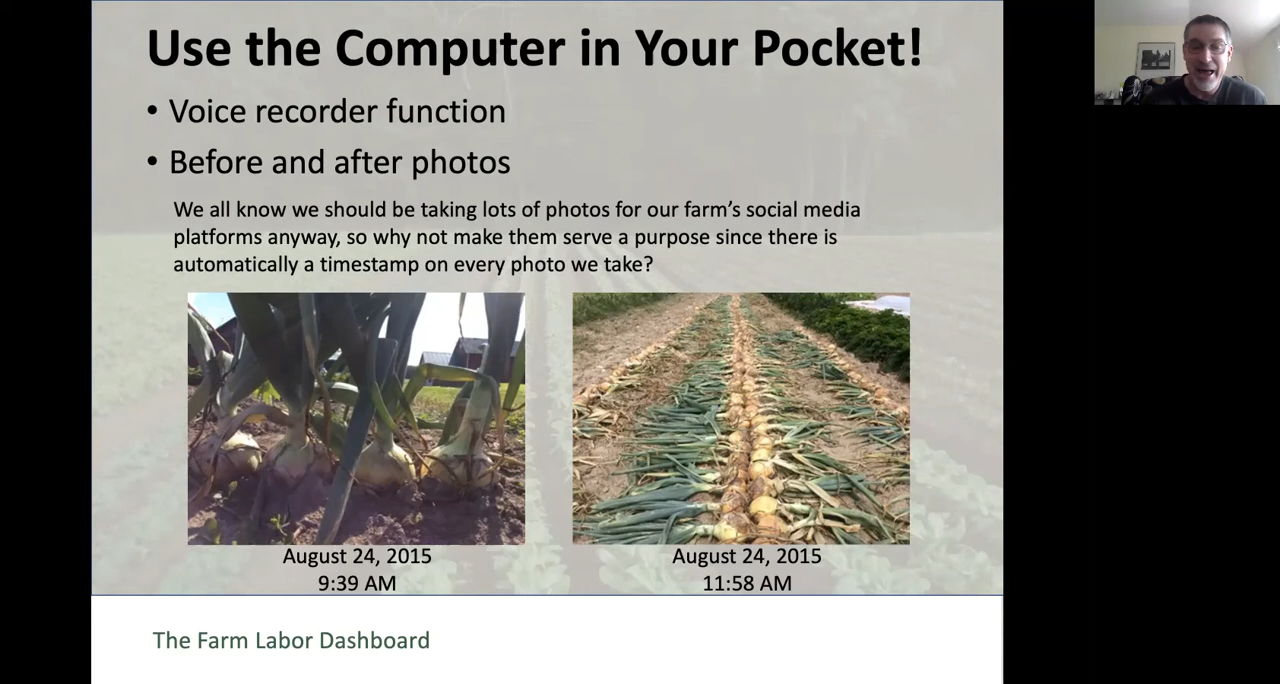 Use the Computer in Your Pocket!
• Voice recorder function
• Before and after photos
We all know we should be taking lots of photos for our farm’s social media
platforms anyway, so why not make them serve a purpose since there is
automatically a timestamp on every photo we take?
August 24, 2015
9:39 AM
August 24, 2015
11:58 AM
The Farm Labor Dashboard